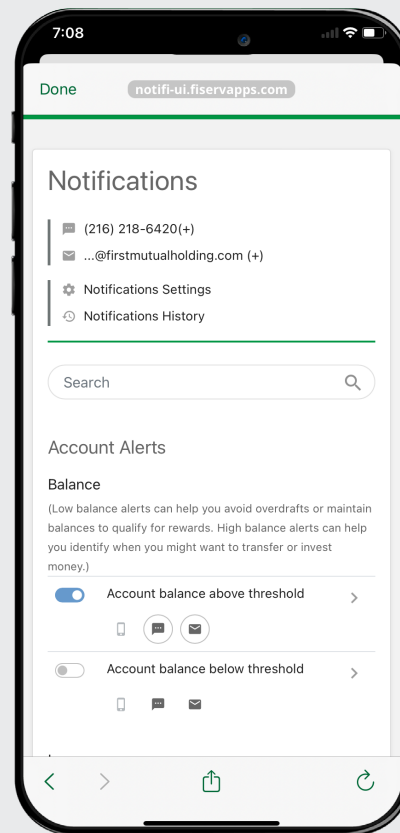 7:08
Done
notifi-ui.fiservapps.com
Notifications
(216) 218-6420(+)
...@firstmutualholding.com (+)
Notifications Settings
Notifications History
Search
Account Alerts
Balance
(Low balance alerts can help you avoid overdrafts or maintain
balances to qualify for rewards. High balance alerts can help
you identify when you might want to transfer or invest
money.)
Account balance above threshold
Account balance below threshold